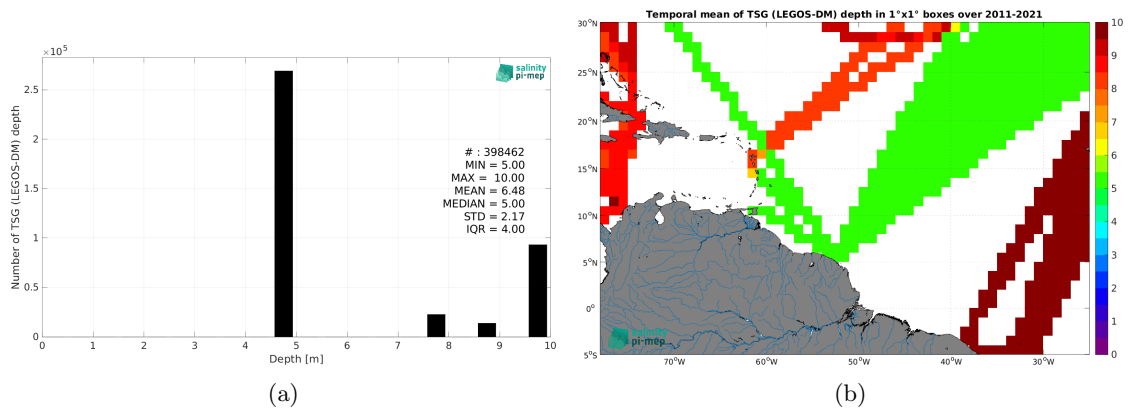 ×10⁵
salinity
pi-mep
# : 398462
MIN = 5.00
MAX = 10.00
MEAN = 6.48
MEDIAN = 5.00
STD = 2.17
IQR = 4.00
2.5
2
1.5
1
0.5
0
Number of TSG (LEGOS-DM) depth
0 1 2 3 4 5 6 7 8 9 10
Depth [m]
(a)
Temporal mean of TSG (LEGOS-DM) depth in 1°x1° boxes over 2011-2021
30°N
25°N
20°N
15°N
10°N
5°N
0°
5°S
70°W 60°W 50°W 40°W 30°W
salinity
pi-mep
10
9
8
7
6
5
4
3
2
1
0
(b)